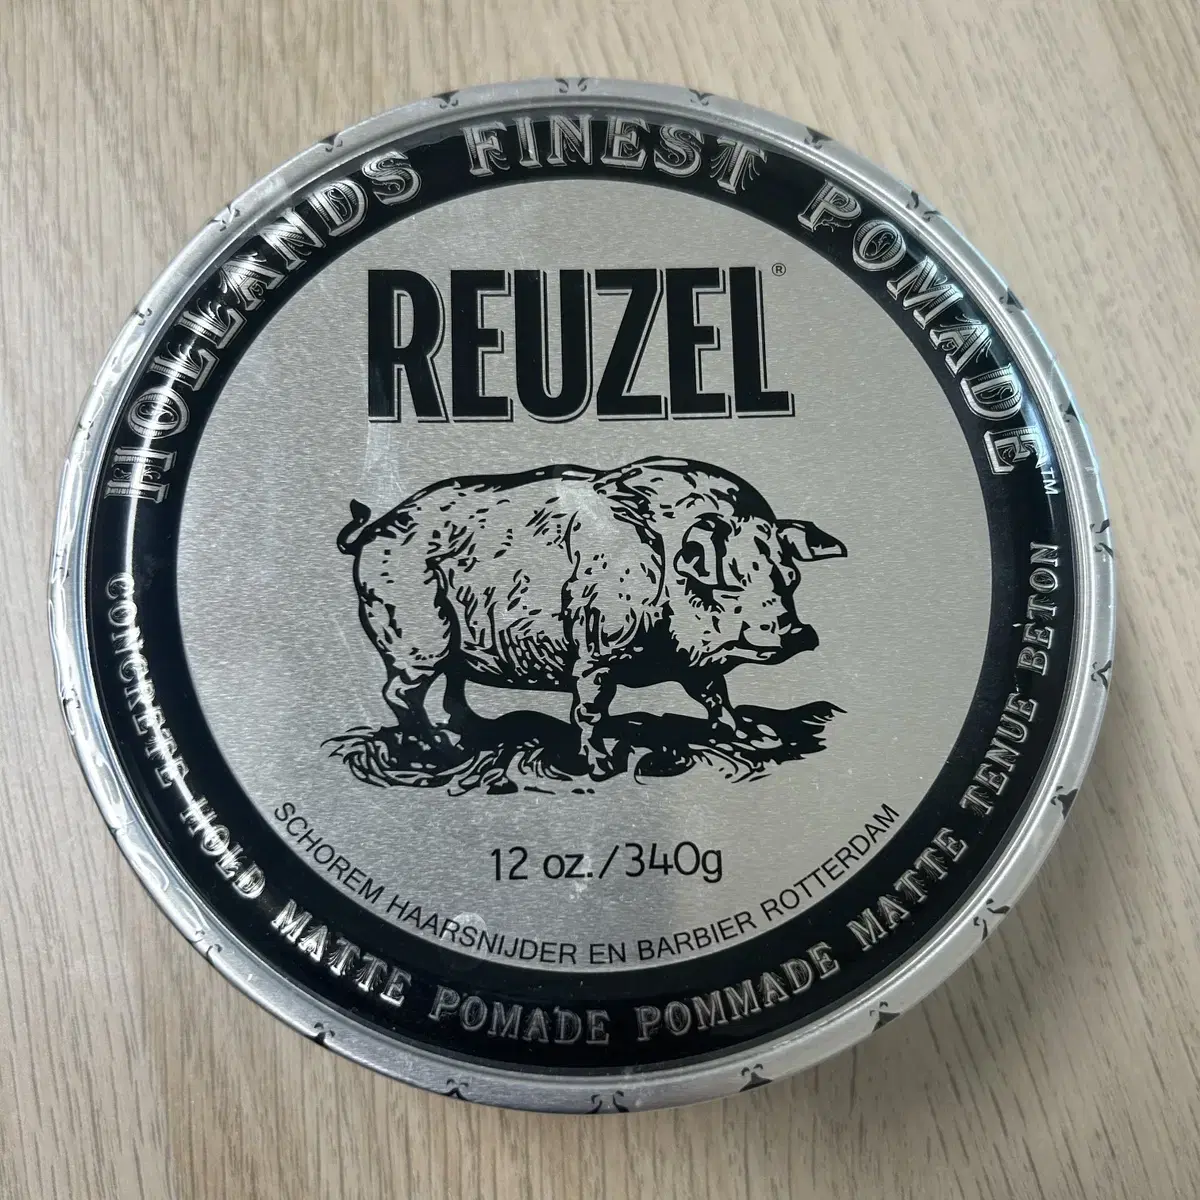 HOLLANDS FINEST POMADE™
REUZEL®
12 oz./340g
SCHOREM HAARSNIJDER EN BARBIER ROTTERDAM
CONCRETE HOLD MATTE POMADE POMMADE MATTE TENUE BETON